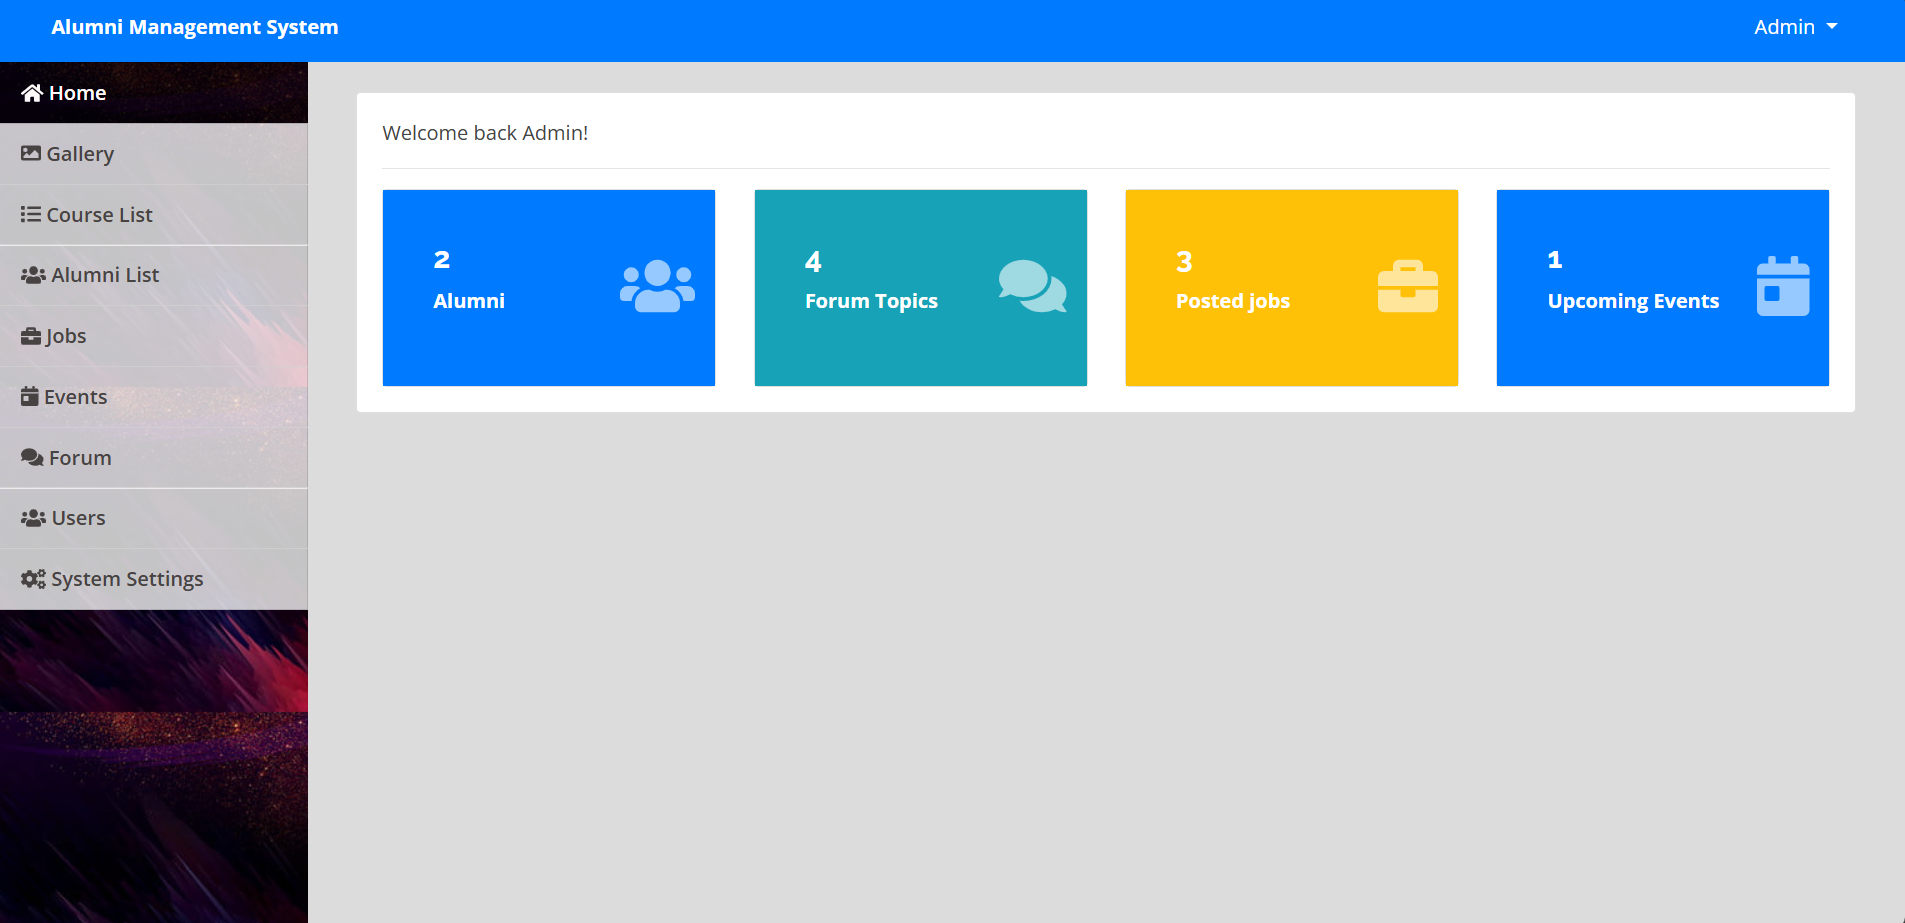 Alumni Management System
Admin
Home
Gallery
Course List
Alumni List
Jobs
Events
Forum
Users
System Settings
Welcome back Admin!
2
Alumni
4
Forum Topics
3
Posted jobs
1
Upcoming Events